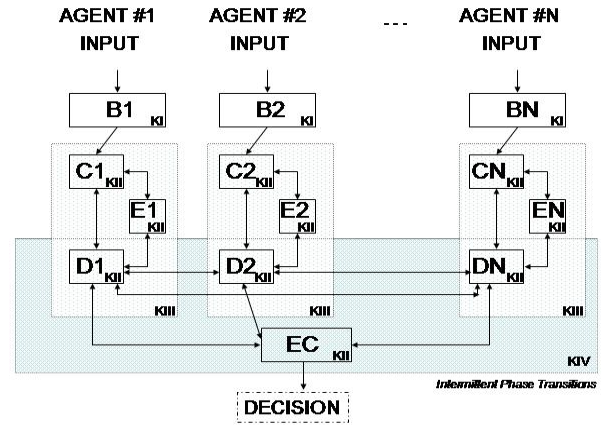 AGENT #1 AGENT #2 --- AGENT #N
INPUT INPUT INPUT
B1 KI B2 KI BN KI
C1 KII C2 KII CN KII
E1 KII E2 KII EN KII
D1 KII D2 KII DN KII
KIII KIII KIII
EC KII
KIV
Intermittent Phase Transitions
DECISION